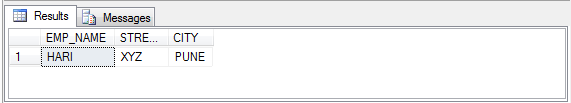 Results Messages
EMP_NAME STRE... CITY
1 HARI XYZ PUNE